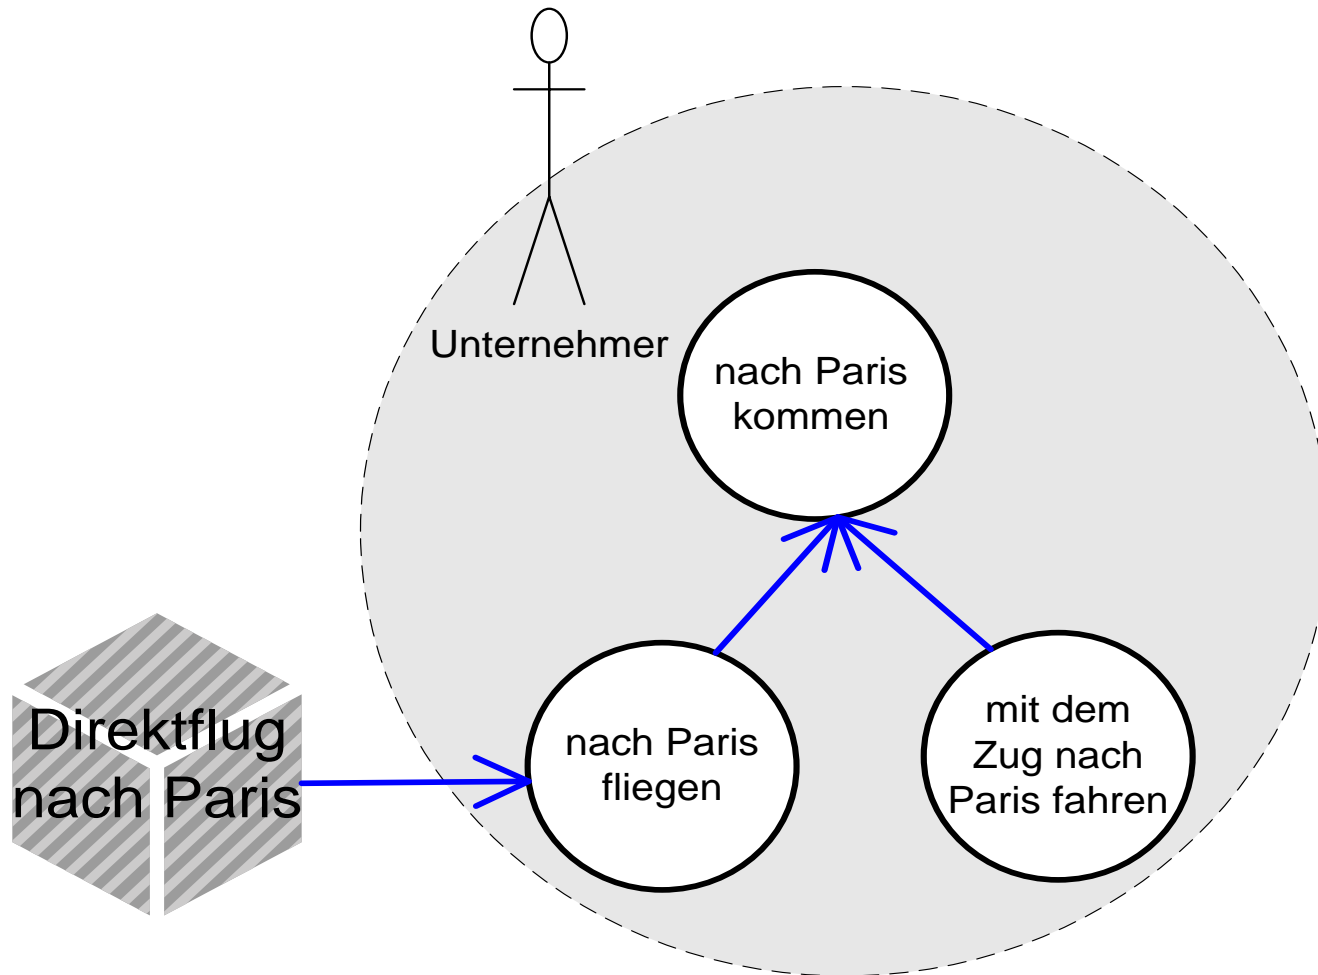 Unternehmer
nach Paris
kommen
Direktflug
nach Paris
nach Paris
fliegen
mit dem
Zug nach
Paris fahren